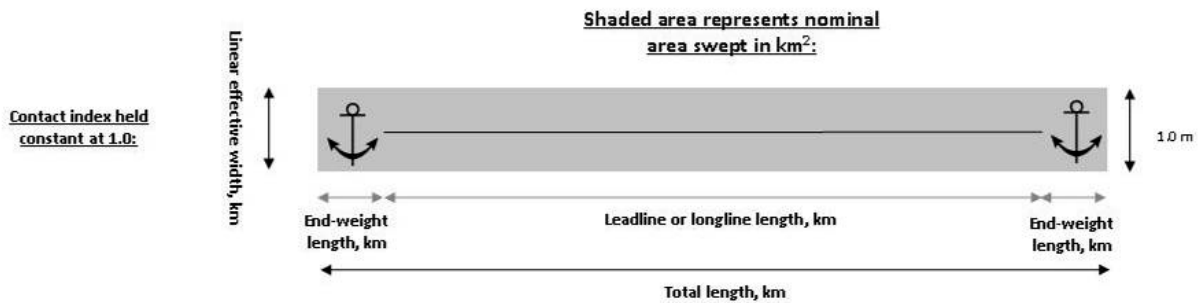 Shaded area represents nominal
area swept in km²:
Linear effective width, km
Contact index held
constant at 1.0:
1.0 m
End-weight
length, km
Leadline or longline length, km
End-weight
length, km
Total length, km